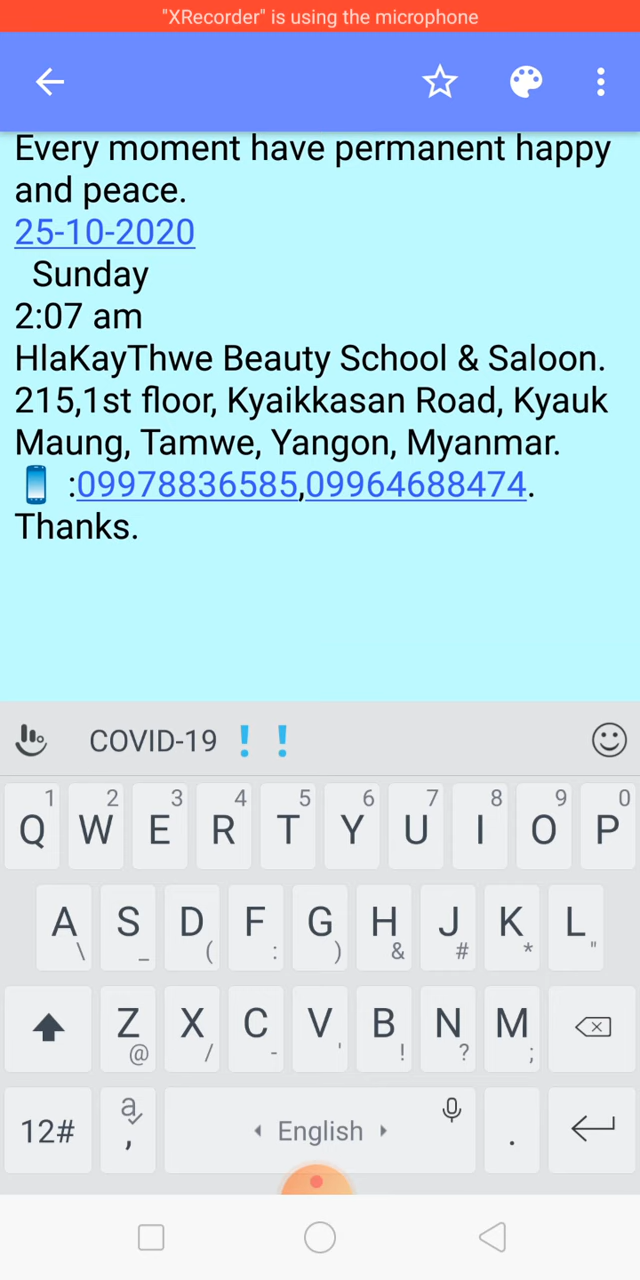 "XRecorder" is using the microphone
Every moment have permanent happy
and peace.
25-10-2020
Sunday
2:07 am
HlaKayThwe Beauty School & Saloon.
215,1st floor, Kyaikkasan Road, Kyauk
Maung, Tamwe, Yangon, Myanmar.
📱 :09978836585,09964688474.
Thanks.
COVID-19 ! !
1 2 3 4 5 6 7 8 9 0
Q W E R T Y U I O P
A S D F G H J K L
\ _ ( : ) & # * "
Z X C V B N M
@ / - ' ! ? ;
12# a , English .